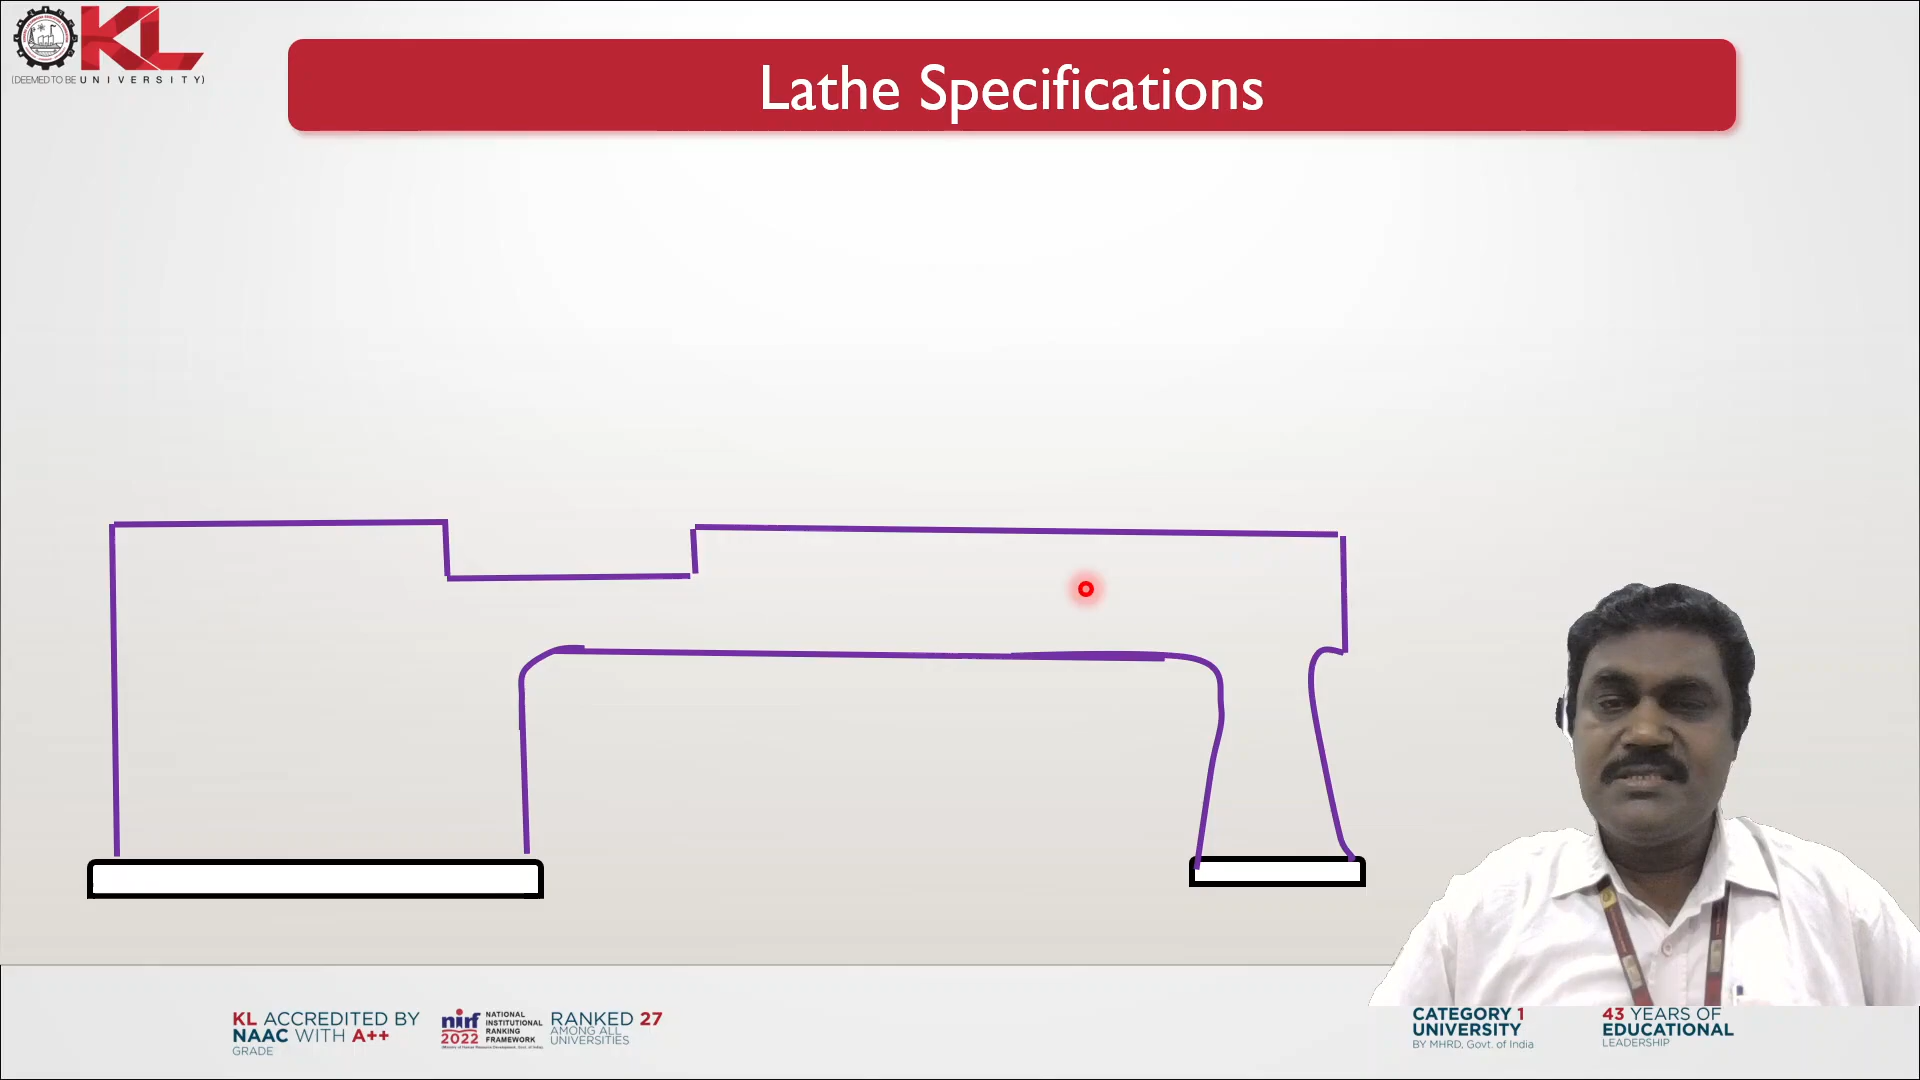 KL
(DEEMED TO BE UNIVERSITY)
Lathe Specifications
KL ACCREDITED BY
NAAC WITH A++
GRADE
nirf
2022
NATIONAL
INSTITUTIONAL
RANKING
FRAMEWORK
RANKED 27
AMONG ALL
UNIVERSITIES
CATEGORY 1
UNIVERSITY
BY MHRD, Govt. of India
43 YEARS OF
EDUCATIONAL
LEADERSHIP